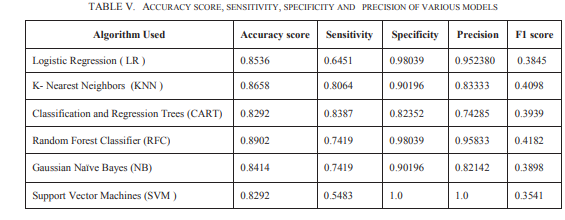 TABLE V. ACCURACY SCORE, SENSITIVITY, SPECIFICITY AND PRECISION OF VARIOUS MODELS
Algorithm Used Accuracy score Sensitivity Specificity Precision F1 score
Logistic Regression ( LR ) 0.8536 0.6451 0.98039 0.952380 0.3845
K- Nearest Neighbors (KNN ) 0.8658 0.8064 0.90196 0.83333 0.4098
Classification and Regression Trees (CART) 0.8292 0.8387 0.82352 0.74285 0.3939
Random Forest Classifier (RFC) 0.8902 0.7419 0.98039 0.95833 0.4182
Gaussian Naïve Bayes (NB) 0.8414 0.7419 0.90196 0.82142 0.3898
Support Vector Machines (SVM ) 0.8292 0.5483 1.0 1.0 0.3541